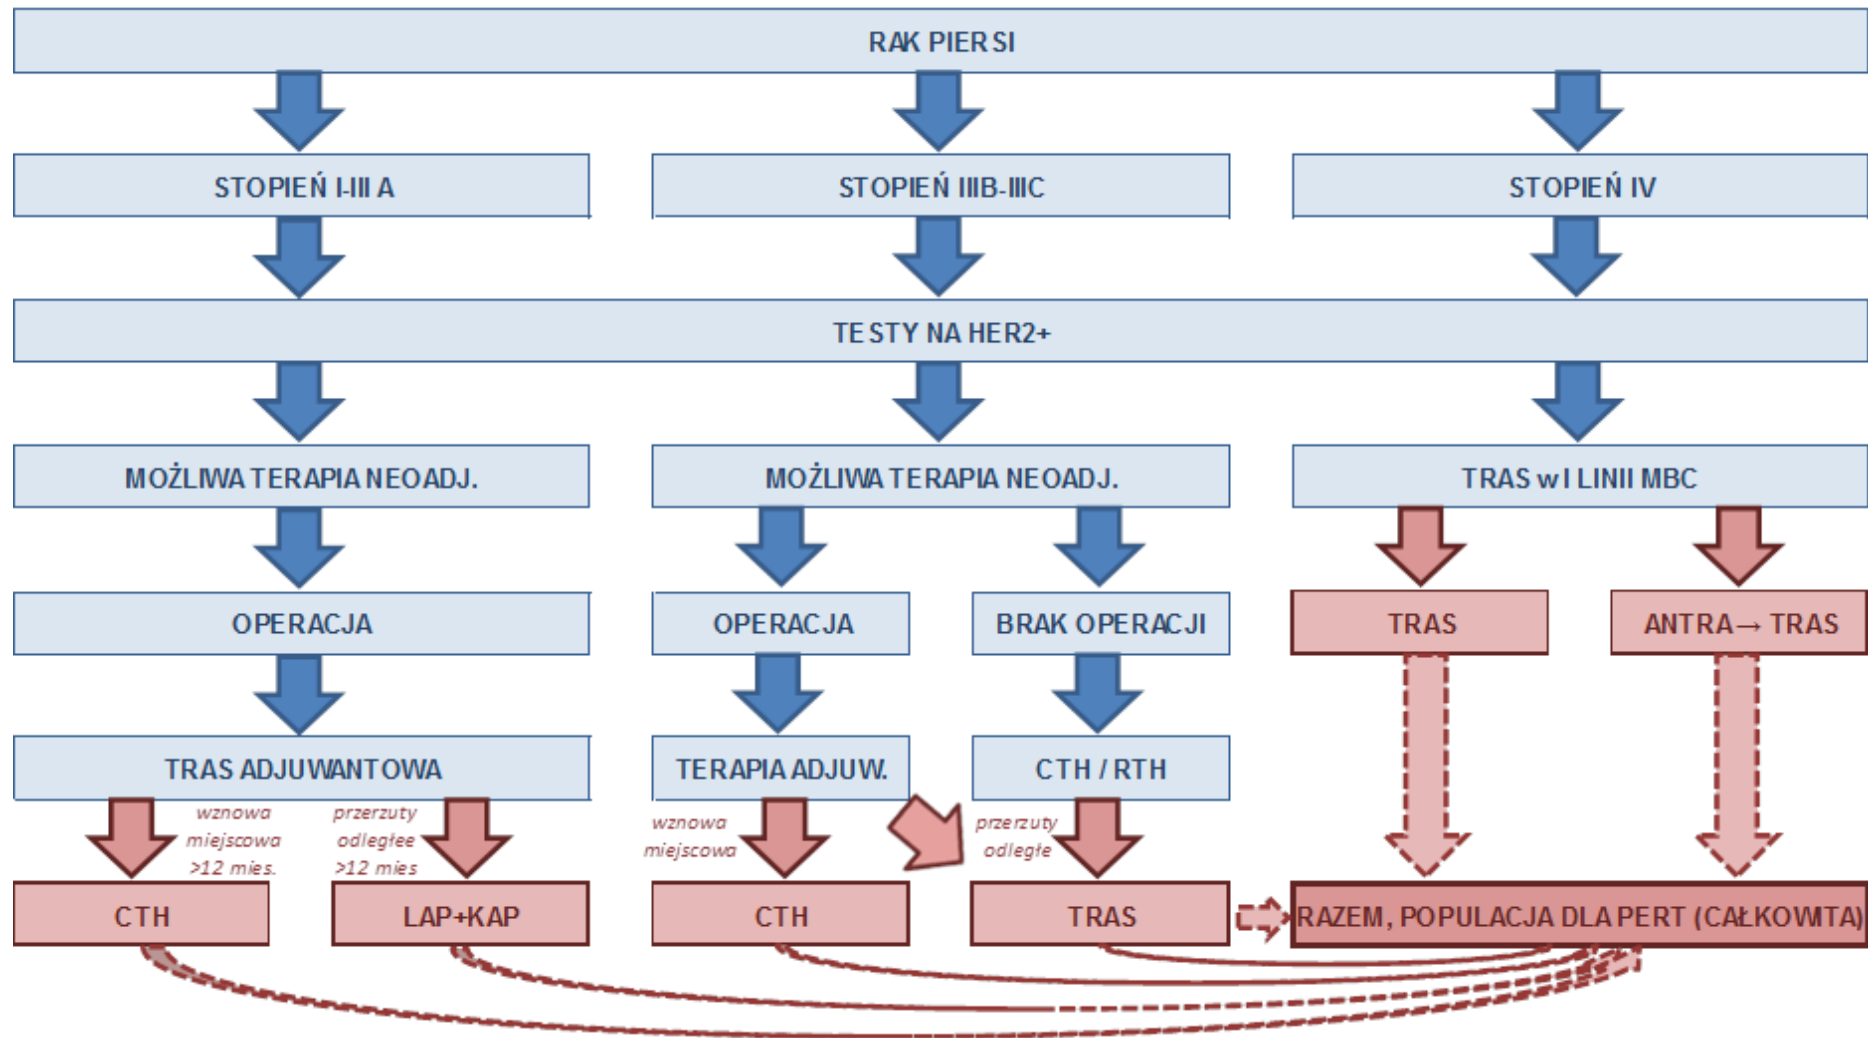 RAK PIERSI
STOPIEŃ I-III A
STOPIEŃ IIIB-IIIC
STOPIEŃ IV
TESTY NA HER2+
MOŻLIWA TERAPIA NEOADJ.
MOŻLIWA TERAPIA NEOADJ.
TRAS w I LINII MBC
OPERACJA
OPERACJA
BRAK OPERACJI
TRAS
ANTRA→ TRAS
TRAS ADJUWANTOWA
TERAPIA ADJUW.
CTH / RTH
wznowa
miejscowa
>12 mies.
przerzuty
odległee
>12 mies
wznowa
miejscowa
przerzuty
odległe
CTH
LAP+KAP
CTH
TRAS
RAZEM, POPULACJA DLA PERT (CAŁKOWITA)